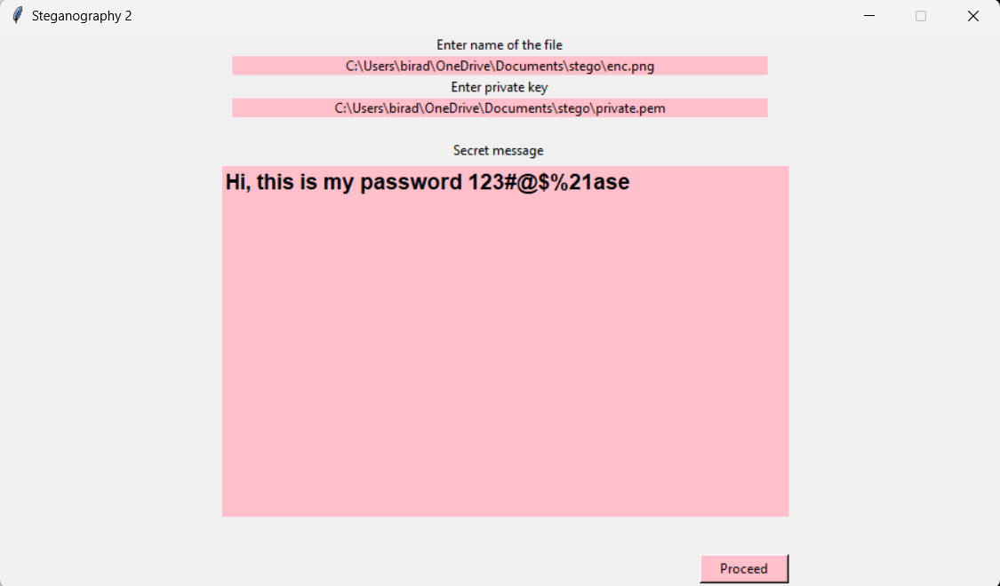 Steganography 2
Enter name of the file
C:\Users\birad\OneDrive\Documents\stego\enc.png
Enter private key
C:\Users\birad\OneDrive\Documents\stego\private.pem
Secret message
Hi, this is my password 123#@$%21ase
Proceed